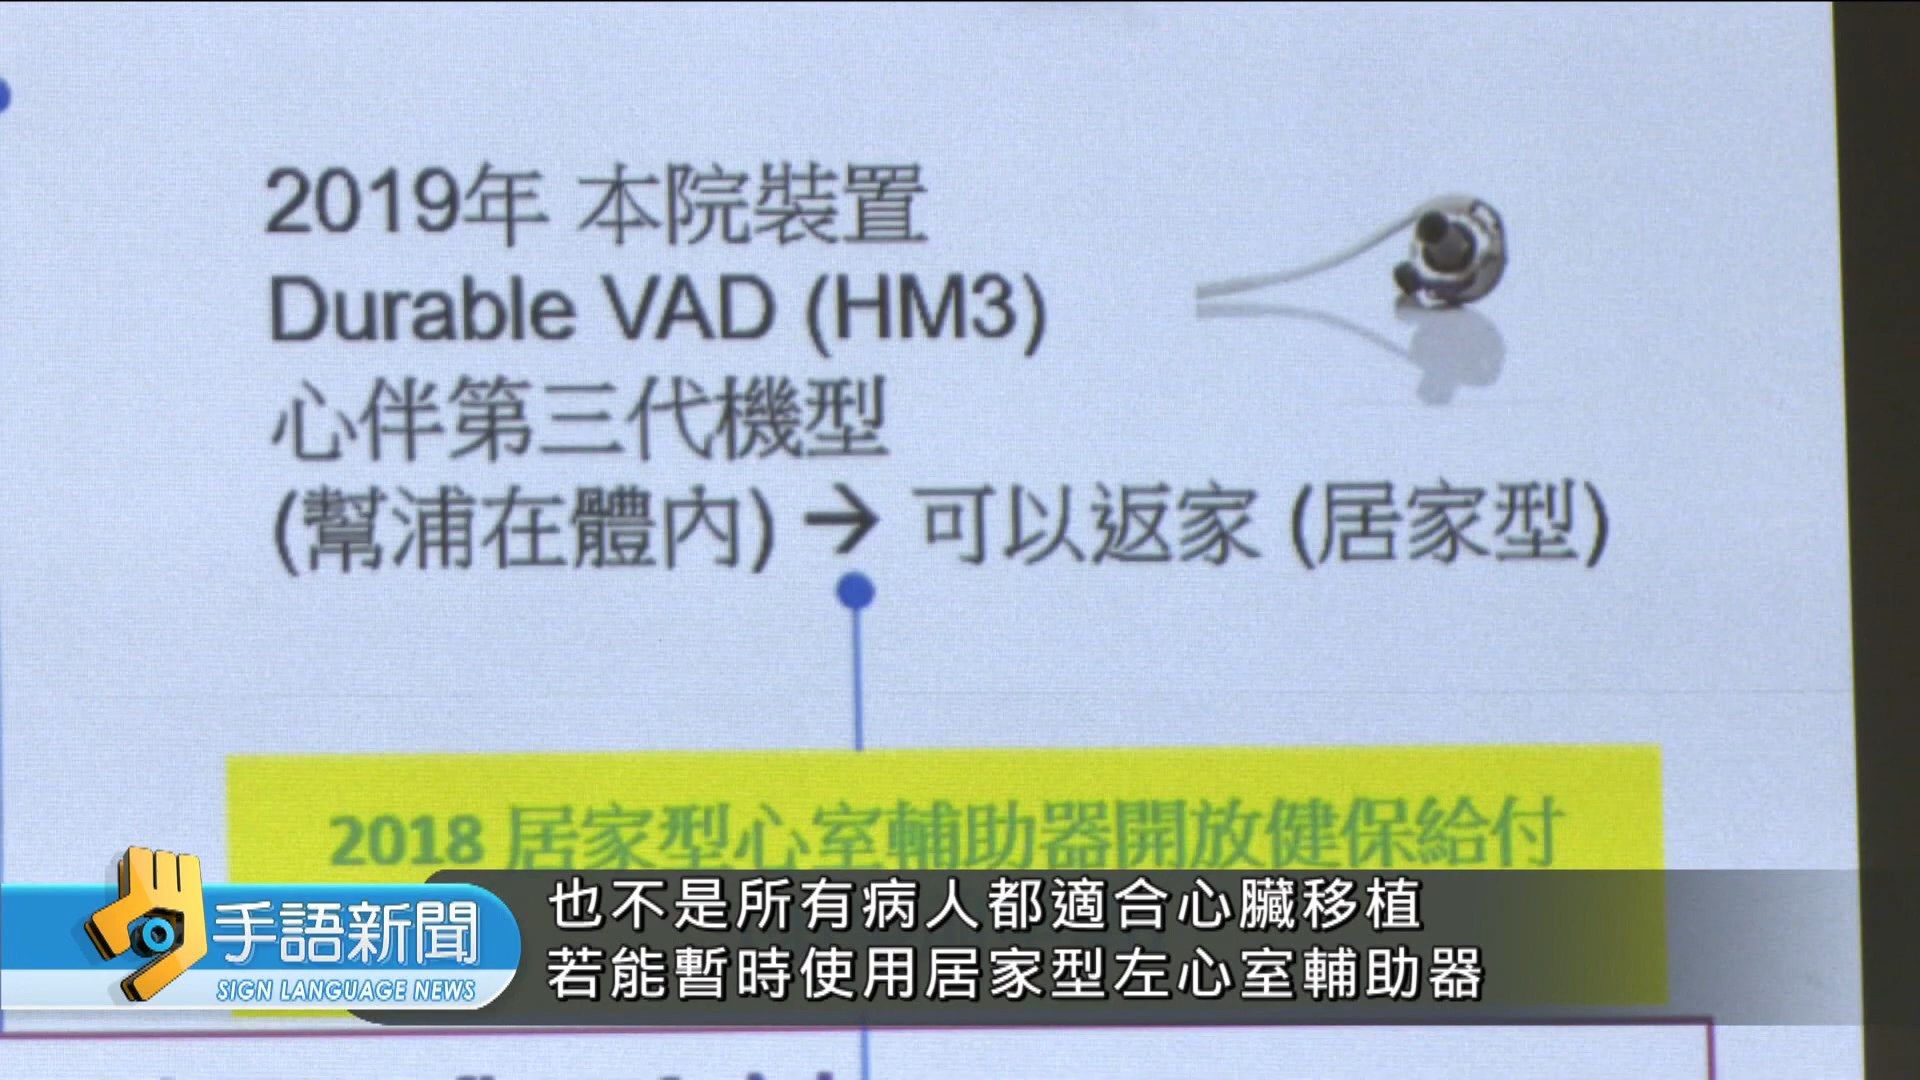 2019年 本院裝置
Durable VAD (HM3)
心伴第三代機型
(幫浦在體內) → 可以返家 (居家型)
2018 居家型心室輔助器開放健保給付
手語新聞
SIGN LANGUAGE NEWS
也不是所有病人都適合心臟移植
若能暫時使用居家型左心室輔助器